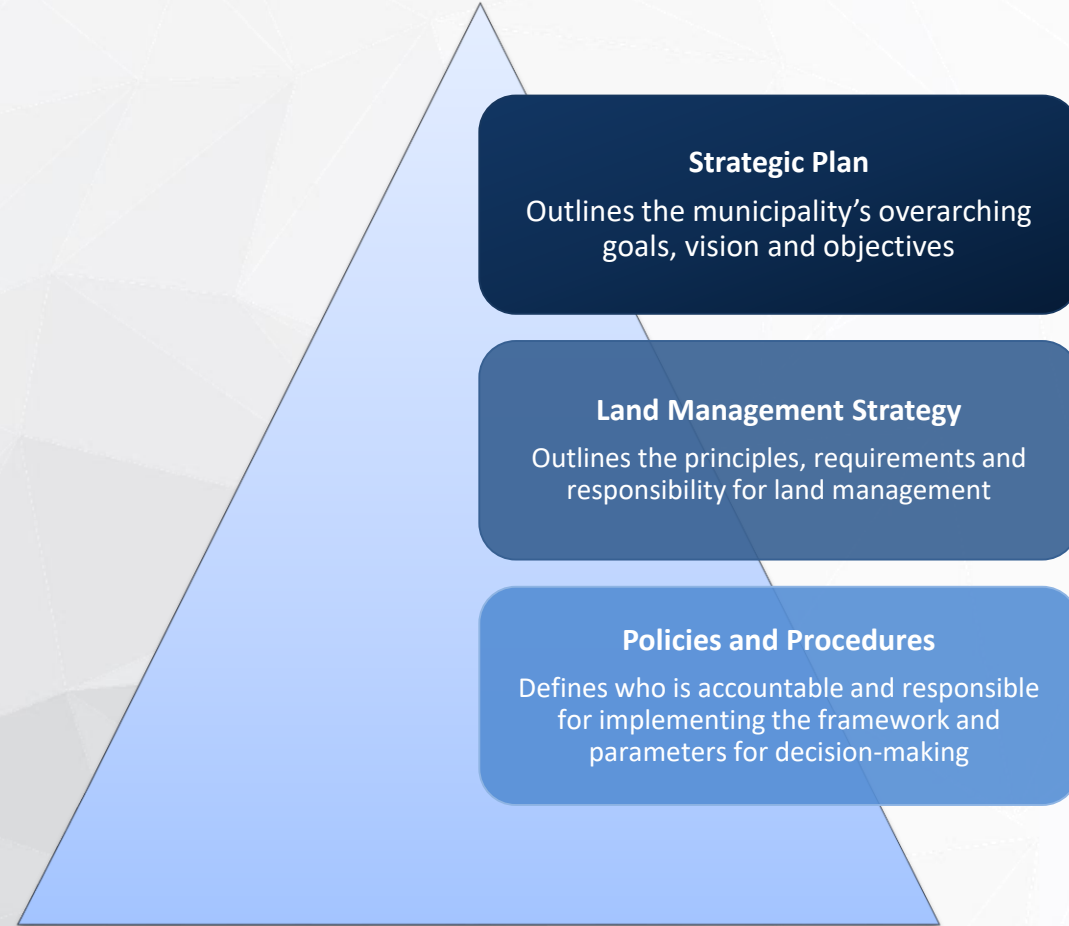 Strategic Plan
Outlines the municipality’s overarching
goals, vision and objectives
Land Management Strategy
Outlines the principles, requirements and
responsibility for land management
Policies and Procedures
Defines who is accountable and responsible
for implementing the framework and
parameters for decision-making